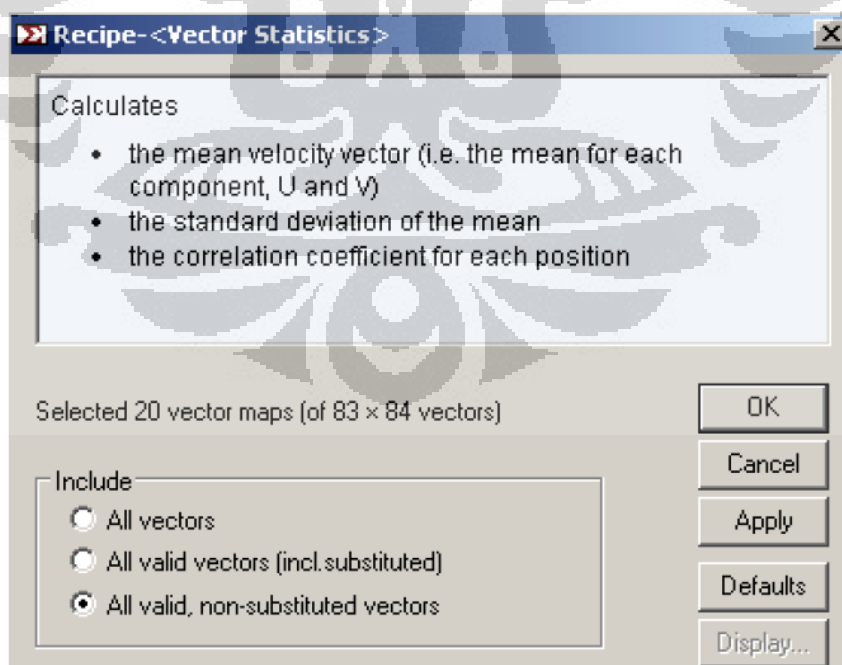 Recipe-<Vector Statistics>
Calculates
• the mean velocity vector (i.e. the mean for each
component, U and V)
• the standard deviation of the mean
• the correlation coefficient for each position
Selected 20 vector maps (of 83 × 84 vectors)
OK
Cancel
Include
All vectors
Apply
All valid vectors (incl.substituted)
Defaults
All valid, non-substituted vectors
Display...